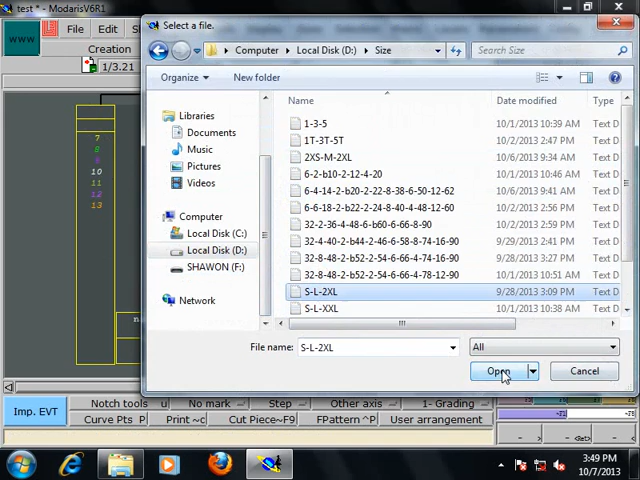 test * - ModarisV6R1
www
File
Creation
1/3.21
7
8
9
10
11
12
13
Select a file.
Computer
Local Disk (D:)
Size
Search Size
Organize
New folder
Name
Date modified
Type
Libraries
Documents
Music
Pictures
Videos
Computer
Local Disk (C:)
Local Disk (D:)
SHAWON (F:)
Network
1-3-5 10/1/2013 10:39 AM Text D
1T-3T-5T 10/2/2013 2:47 PM Text D
2XS-M-2XL 10/6/2013 9:34 AM Text D
6-2-b10-2-12-4-20 10/1/2013 10:46 AM Text D
6-4-14-2-b20-2-22-8-38-6-50-12-62 10/6/2013 9:41 AM Text D
6-6-18-2-b22-2-24-8-40-12-60 10/2/2013 2:56 PM Text D
32-2-36-4-48-6-b60-6-66-8-90 10/2/2013 2:59 PM Text D
32-4-40-2-b44-2-46-6-58-8-74-16-90 9/29/2013 2:41 PM Text D
32-8-48-2-b52-2-54-6-66-4-74-16-90 9/28/2013 3:27 PM Text D
32-8-48-2-b52-2-54-6-66-4-78-12-90 10/1/2013 10:51 AM Text D
S-L-2XL 9/28/2013 3:09 PM Text D
S-L-XXL 10/1/2013 10:38 AM Text D
File name:
S-L-2XL
All
Open
Cancel
Imp. EVT
Notch tools u
No mark
Step
Other axis
1- Grading
Curve Pts P
Print ~c
Cut Piece~F9
FPattern ^P
User arrangement
3:49 PM
10/7/2013